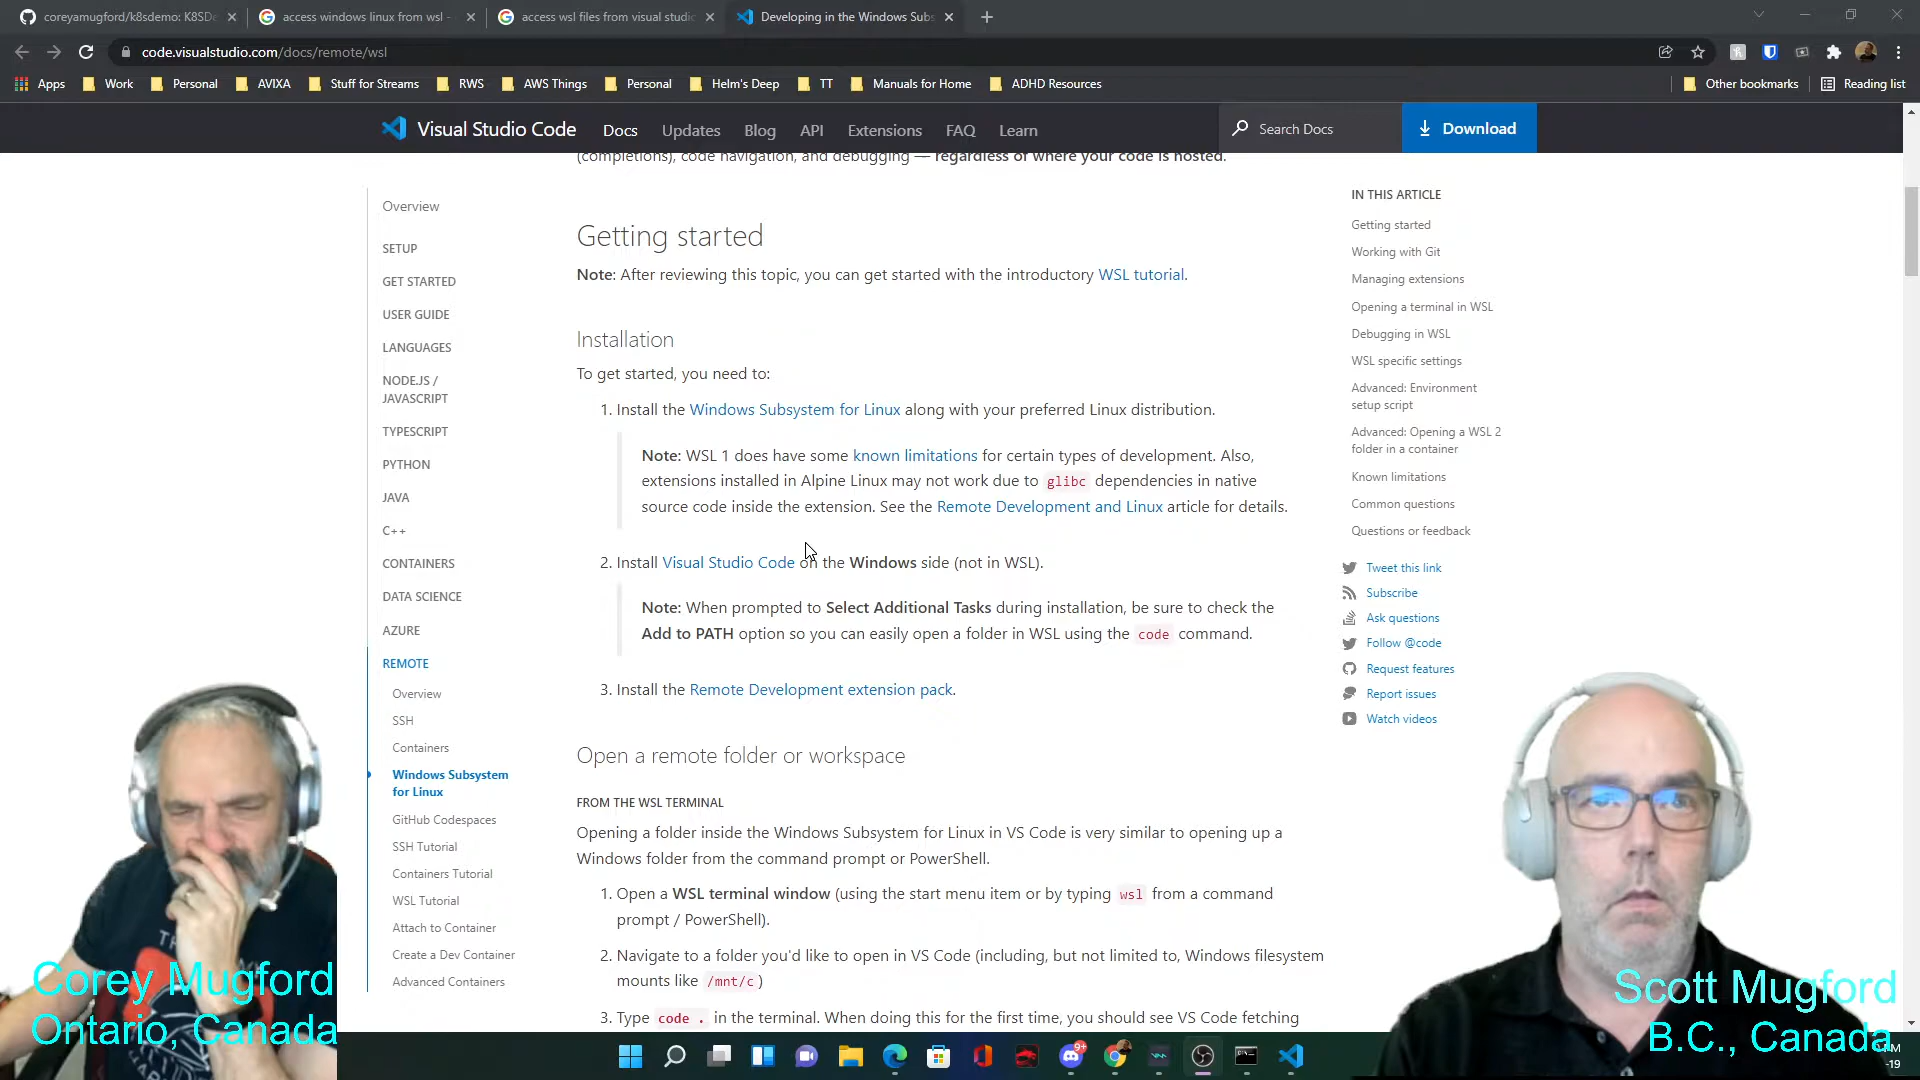 coreyamugford/k8sdemo: K8SDe
access windows linux from wsl -
access wsl files from visual studio
Developing in the Windows Subs
code.visualstudio.com/docs/remote/wsl
Apps
Work
Personal
AVIXA
Stuff for Streams
RWS
AWS Things
Personal
Helm's Deep
TT
Manuals for Home
ADHD Resources
Other bookmarks
Reading list
Visual Studio Code
Docs
Updates
Blog
API
Extensions
FAQ
Learn
Search Docs
Download
(completions), code navigation, and debugging — regardless of where your code is hosted.
Overview
SETUP
GET STARTED
USER GUIDE
LANGUAGES
NODE.JS /
JAVASCRIPT
TYPESCRIPT
PYTHON
JAVA
C++
CONTAINERS
DATA SCIENCE
AZURE
REMOTE
Overview
SSH
Containers
Windows Subsystem
for Linux
GitHub Codespaces
SSH Tutorial
Containers Tutorial
WSL Tutorial
Attach to Container
Create a Dev Container
Advanced Containers
Getting started
Note: After reviewing this topic, you can get started with the introductory WSL tutorial.
Installation
To get started, you need to:
1. Install the Windows Subsystem for Linux along with your preferred Linux distribution.
Note: WSL 1 does have some known limitations for certain types of development. Also,
extensions installed in Alpine Linux may not work due to glibc dependencies in native
source code inside the extension. See the Remote Development and Linux article for details.
2. Install Visual Studio Code on the Windows side (not in WSL).
Note: When prompted to Select Additional Tasks during installation, be sure to check the
Add to PATH option so you can easily open a folder in WSL using the code command.
3. Install the Remote Development extension pack.
Open a remote folder or workspace
FROM THE WSL TERMINAL
Opening a folder inside the Windows Subsystem for Linux in VS Code is very similar to opening up a
Windows folder from the command prompt or PowerShell.
1. Open a WSL terminal window (using the start menu item or by typing wsl from a command
prompt / PowerShell).
2. Navigate to a folder you'd like to open in VS Code (including, but not limited to, Windows filesystem
mounts like /mnt/c)
3. Type code . in the terminal. When doing this for the first time, you should see VS Code fetching
IN THIS ARTICLE
Getting started
Working with Git
Managing extensions
Opening a terminal in WSL
Debugging in WSL
WSL specific settings
Advanced: Environment
setup script
Advanced: Opening a WSL 2
folder in a container
Known limitations
Common questions
Questions or feedback
Tweet this link
Subscribe
Ask questions
Follow @code
Request features
Report issues
Watch videos
Corey Mugford
Ontario, Canada
Scott Mugford
B.C., Canada
9+